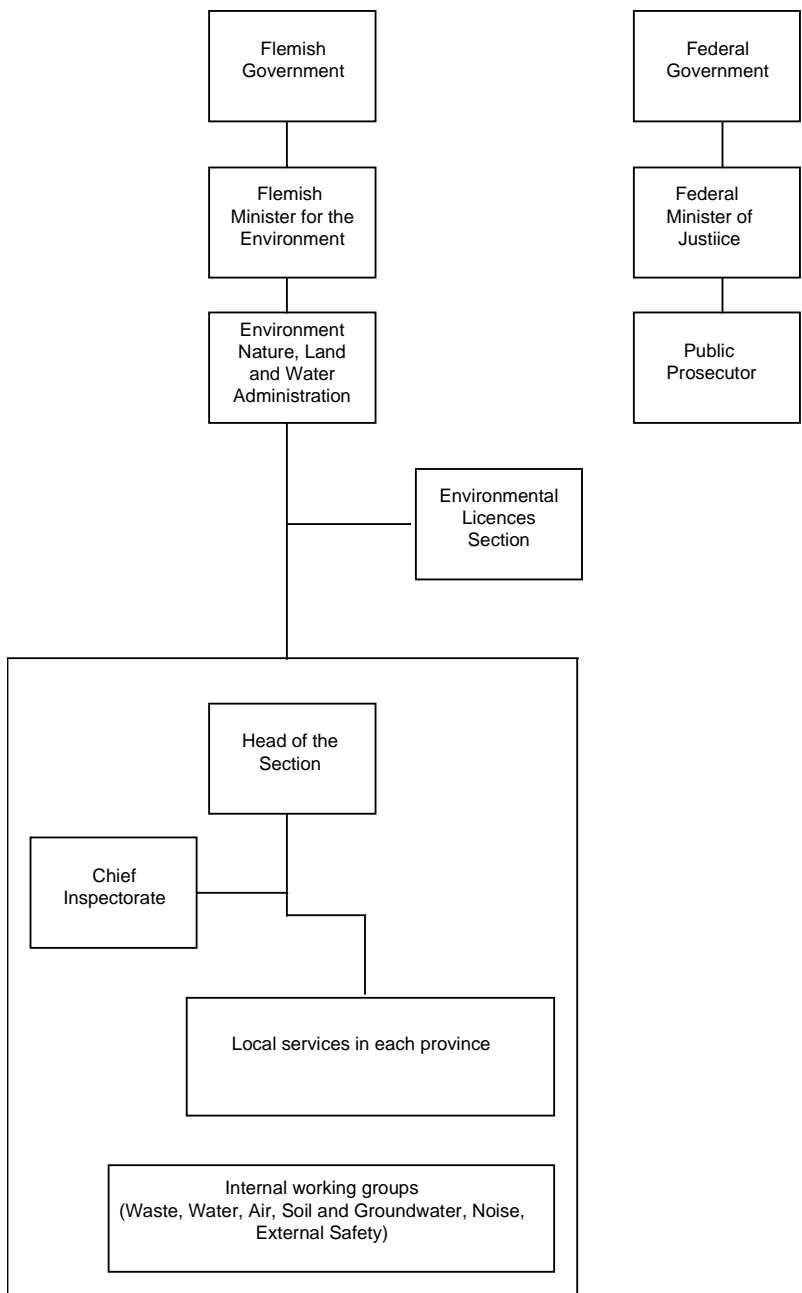 Flemish
Government
Federal
Government
Flemish
Minister for the
Environment
Federal
Minister of
Justiice
Environment
Nature, Land
and Water
Administration
Public
Prosecutor
Environmental
Licences
Section
Head of the
Section
Chief
Inspectorate
Local services in each province
Internal working groups
(Waste, Water, Air, Soil and Groundwater, Noise,
External Safety)